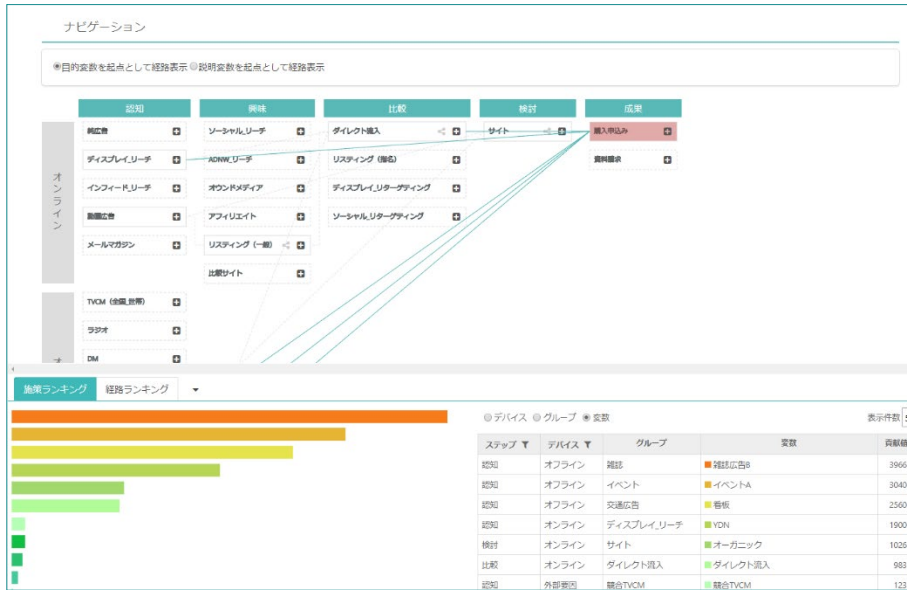 ナビゲーション
目的変数を起点として経路表示 説明変数を起点として経路表示
認知 興味 比較 検討 成果
オンライン
純広告 ソーシャル_リーチ ダイレクト流入 サイト 購入申込み
ディスプレイ_リーチ ADNW_リーチ リスティング（指名） 資料請求
インフィード_リーチ オウンドメディア ディスプレイ_リターゲティング
動画広告 アフィリエイト ソーシャル_リターゲティング
メールマガジン リスティング（一般）
比較サイト
オ
TVCM（全国_世帯）
ラジオ
DM
施策ランキング 経路ランキング
デバイス グループ 変数 表示件数
ステップ デバイス グループ 変数 貢献値
認知 オフライン 雑誌 雑誌広告B 3966
認知 オフライン イベント イベントA 3040
認知 オフライン 交通広告 看板 2560
認知 オンライン ディスプレイ_リーチ YDN 1900
検討 オンライン サイト オーガニック 1026
比較 オンライン ダイレクト流入 ダイレクト流入 983
認知 外部要因 競合TVCM 競合TVCM 123